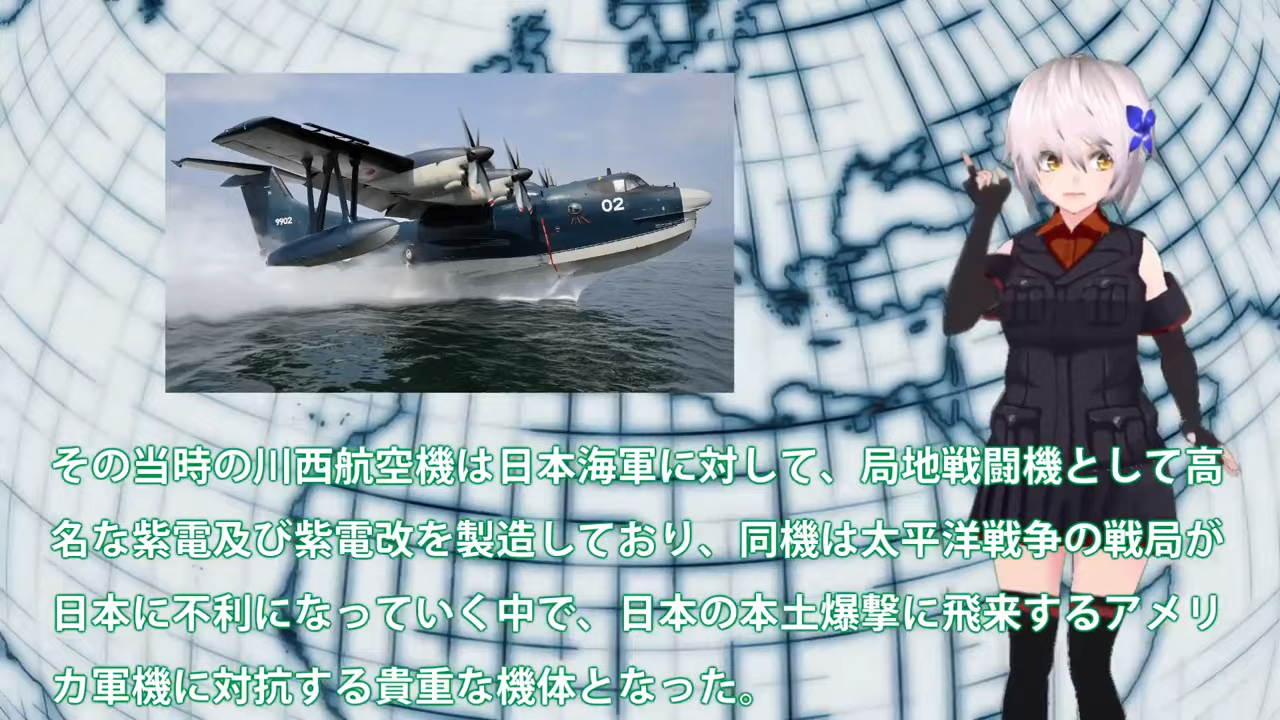 02
9902
その当時の川西航空機は日本海軍に対して、局地戦闘機として高
名な紫電及び紫電改を製造しており、同機は太平洋戦争の戦局が
日本に不利になっていく中で、日本の本土爆撃に飛来するアメリ
カ軍機に対抗する貴重な機体となった。